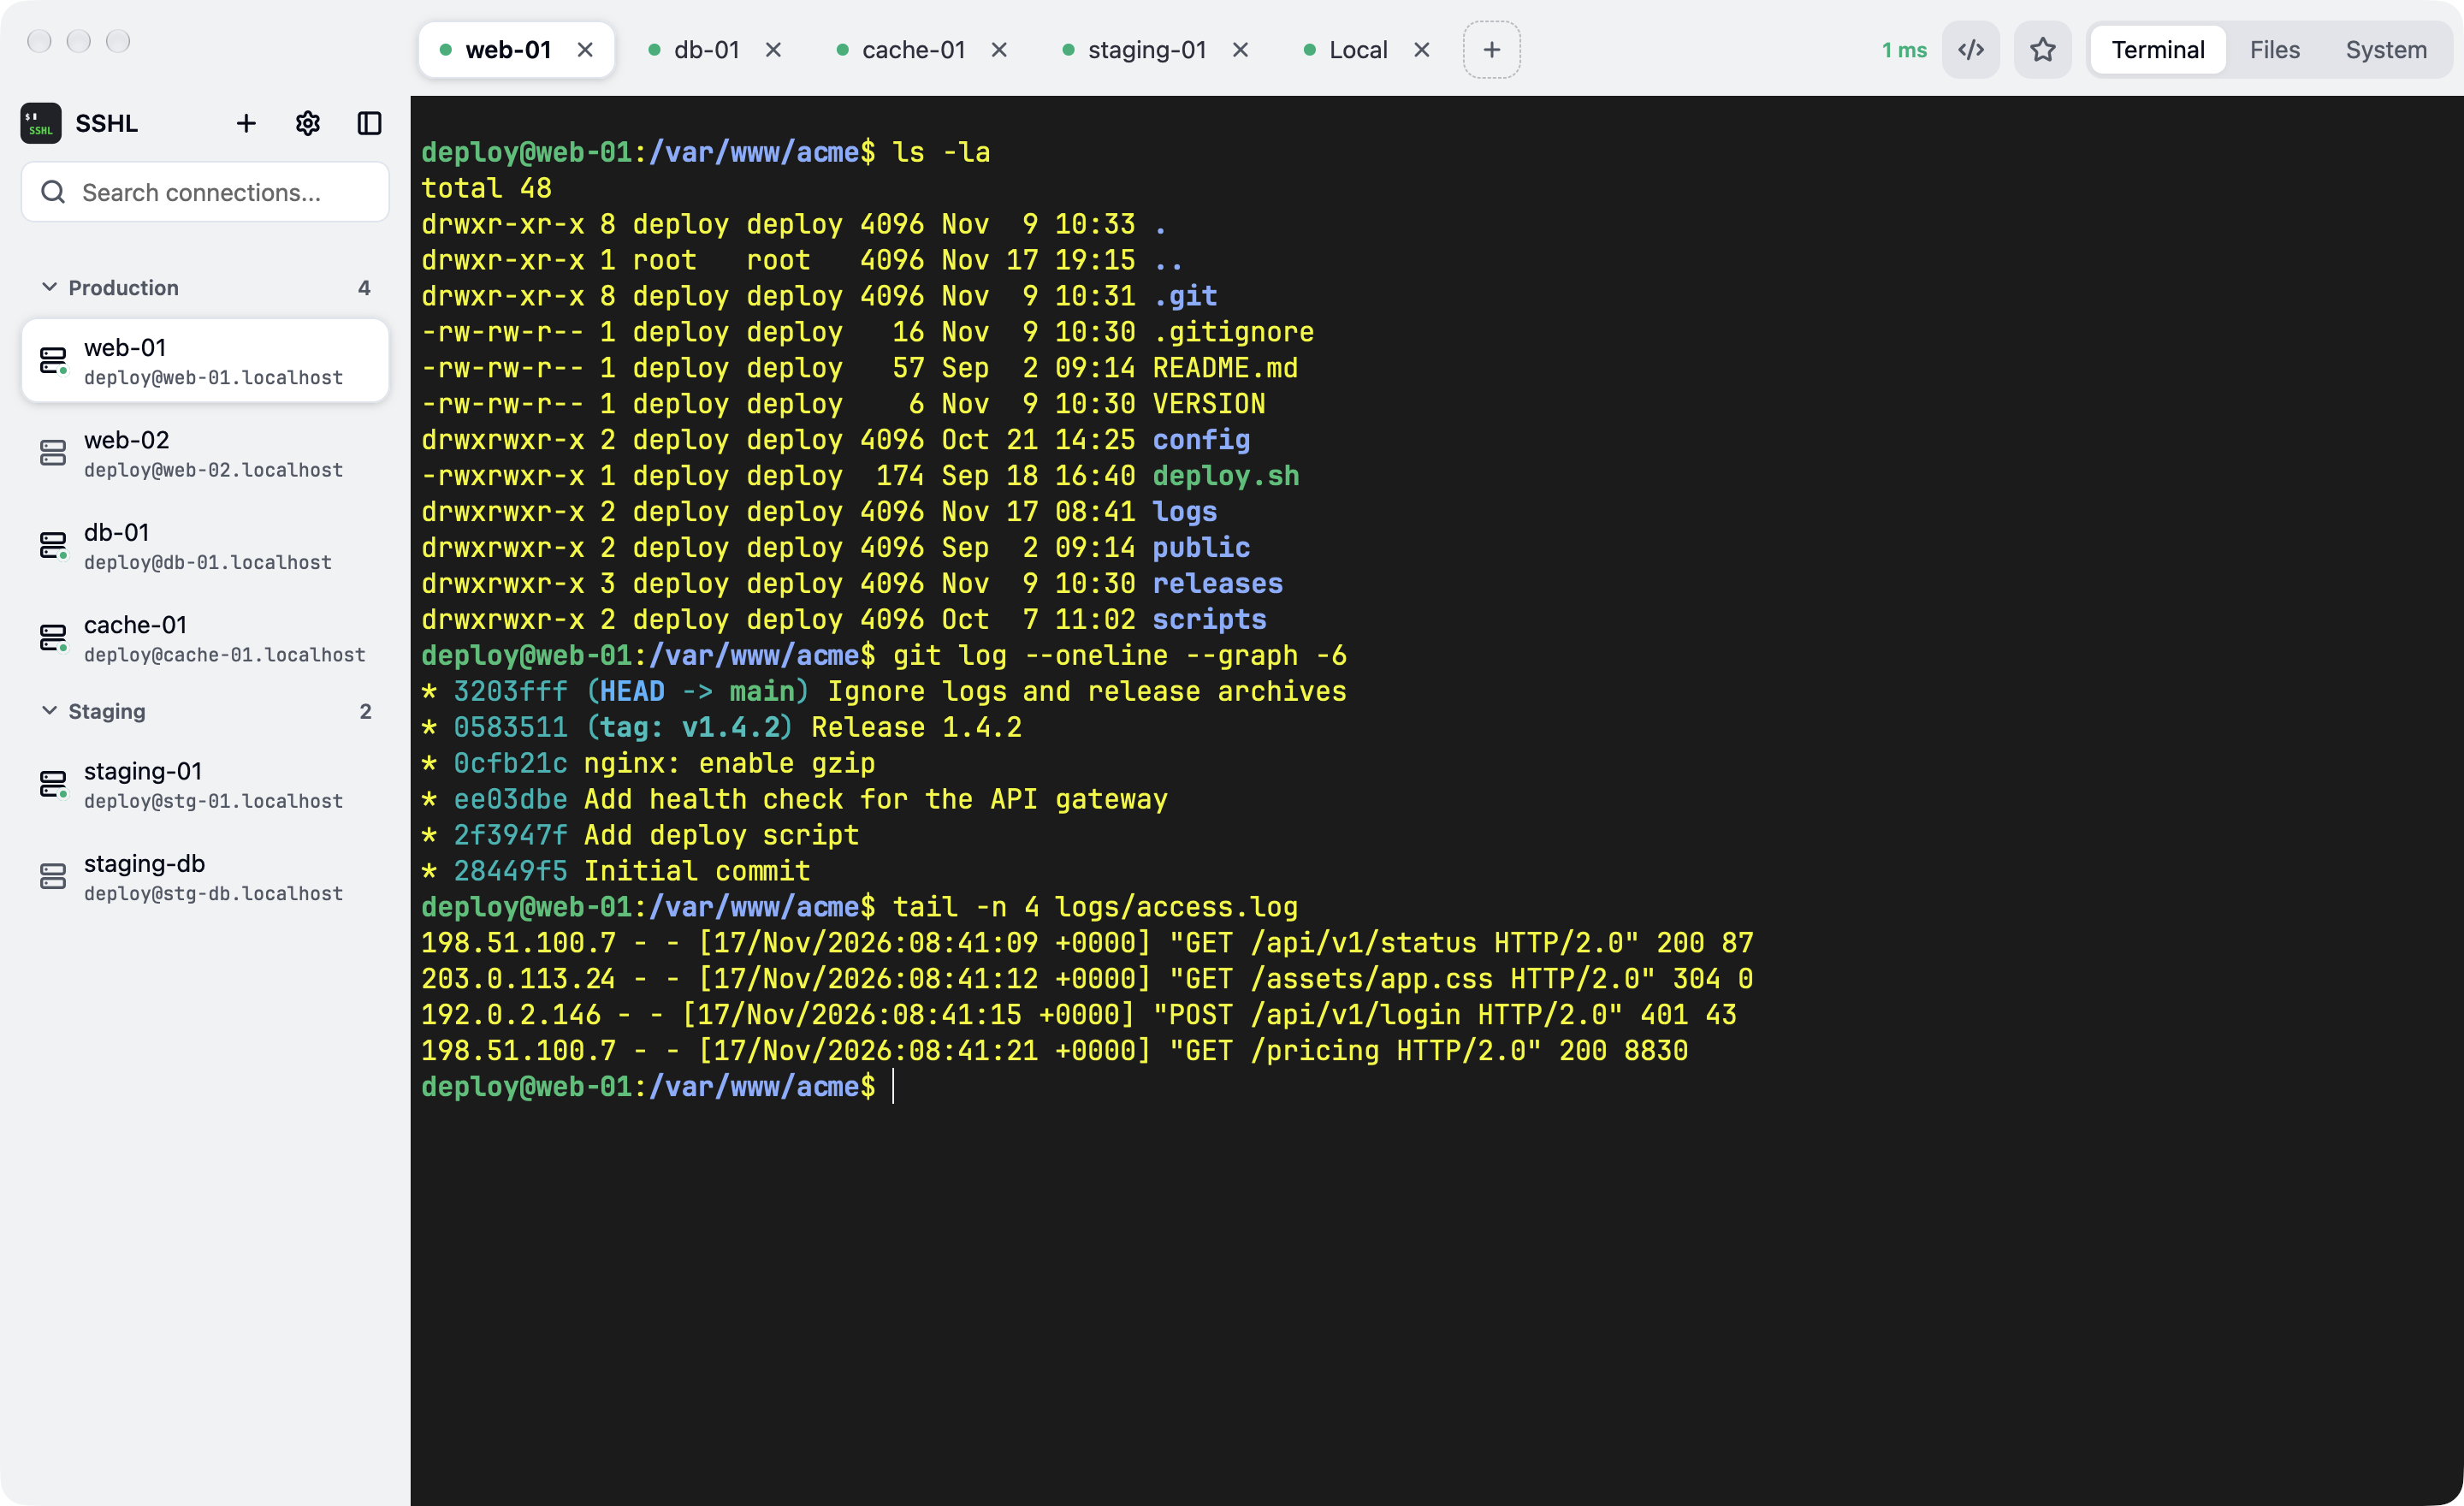 web-01 db-01 cache-01 staging-01 Local 1 ms Terminal Files System
$ SSHL SSHL
Search connections...
Production 4
web-01
deploy@web-01.localhost
web-02
deploy@web-02.localhost
db-01
deploy@db-01.localhost
cache-01
deploy@cache-01.localhost
Staging 2
staging-01
deploy@stg-01.localhost
staging-db
deploy@stg-db.localhost
deploy@web-01:/var/www/acme$ ls -la
total 48
drwxr-xr-x 8 deploy deploy 4096 Nov  9 10:33 .
drwxr-xr-x 1 root   root   4096 Nov 17 19:15 ..
drwxr-xr-x 8 deploy deploy 4096 Nov  9 10:31 .git
-rw-rw-r-- 1 deploy deploy   16 Nov  9 10:30 .gitignore
-rw-rw-r-- 1 deploy deploy   57 Sep  2 09:14 README.md
-rw-rw-r-- 1 deploy deploy    6 Nov  9 10:30 VERSION
drwxrwxr-x 2 deploy deploy 4096 Oct 21 14:25 config
-rwxrwxr-x 1 deploy deploy  174 Sep 18 16:40 deploy.sh
drwxrwxr-x 2 deploy deploy 4096 Nov 17 08:41 logs
drwxrwxr-x 2 deploy deploy 4096 Sep  2 09:14 public
drwxrwxr-x 3 deploy deploy 4096 Nov  9 10:30 releases
drwxrwxr-x 2 deploy deploy 4096 Oct  7 11:02 scripts
deploy@web-01:/var/www/acme$ git log --oneline --graph -6
* 3203fff (HEAD -> main) Ignore logs and release archives
* 0583511 (tag: v1.4.2) Release 1.4.2
* 0cfb21c nginx: enable gzip
* ee03dbe Add health check for the API gateway
* 2f3947f Add deploy script
* 28449f5 Initial commit
deploy@web-01:/var/www/acme$ tail -n 4 logs/access.log
198.51.100.7 - - [17/Nov/2026:08:41:09 +0000] "GET /api/v1/status HTTP/2.0" 200 87
203.0.113.24 - - [17/Nov/2026:08:41:12 +0000] "GET /assets/app.css HTTP/2.0" 304 0
192.0.2.146 - - [17/Nov/2026:08:41:15 +0000] "POST /api/v1/login HTTP/2.0" 401 43
198.51.100.7 - - [17/Nov/2026:08:41:21 +0000] "GET /pricing HTTP/2.0" 200 8830
deploy@web-01:/var/www/acme$